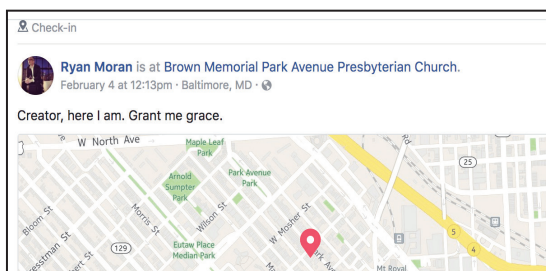 Check-in
Ryan Moran is at Brown Memorial Park Avenue Presbyterian Church.
February 4 at 12:13pm · Baltimore, MD ·
Creator, here I am. Grant me grace.
W North Ave
Maple Leaf
Park
Rd
25
Arnold
Sumpter
Park
Park Avenue
Park
Bloom St
Morris St
Wilson St
W Mosher St
5
4
129
Eutaw Place
Median Park
Mt Royal